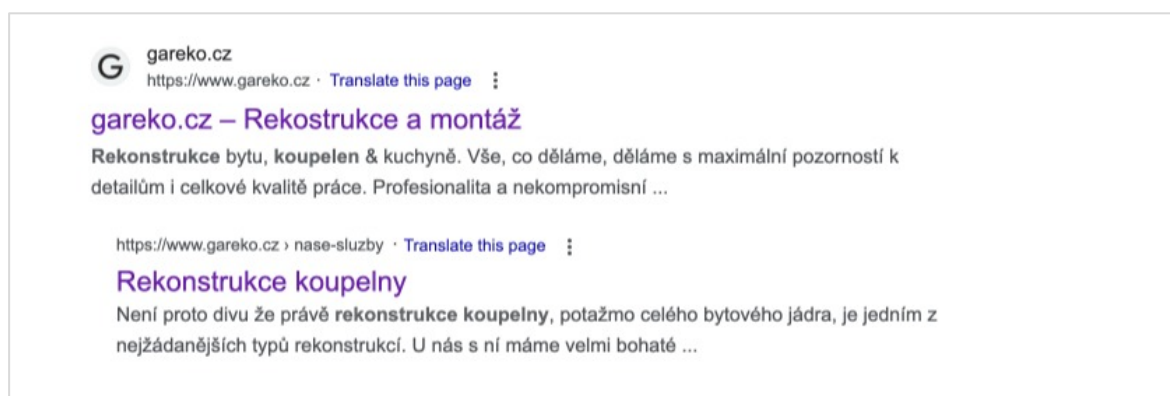 G
gareko.cz
https://www.gareko.cz · Translate this page
gareko.cz – Rekostrukce a montáž
Rekonstrukce bytu, koupelen & kuchyně. Vše, co děláme, děláme s maximální pozorností k
detailům i celkové kvalitě práce. Profesionalita a nekompromisní ...
https://www.gareko.cz › nase-sluzby · Translate this page
Rekonstrukce koupelny
Není proto divu že právě rekonstrukce koupelny, potažmo celého bytového jádra, je jedním z
nejžádanějších typů rekonstrukcí. U nás s ní máme velmi bohaté ...